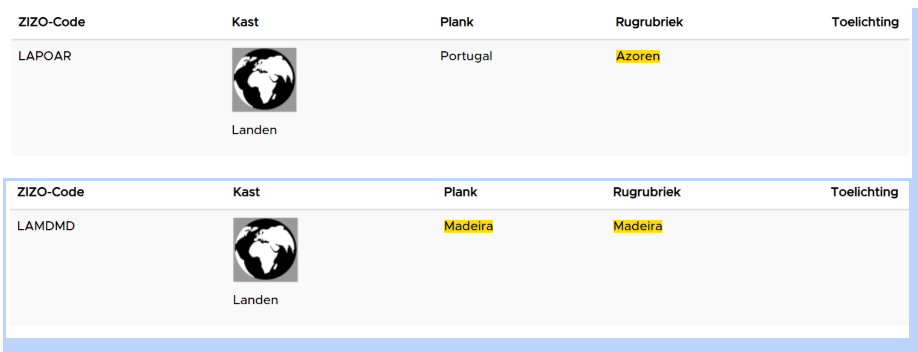 ZIZO-Code Kast Plank Rugrubriek Toelichting
LAPOAR Portugal Azoren
Landen
ZIZO-Code Kast Plank Rugrubriek Toelichting
LAMDMD Madeira Madeira
Landen